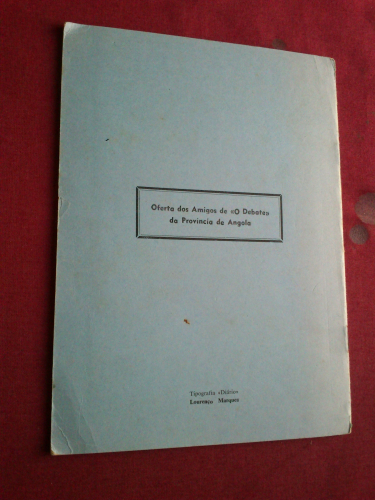 Oferta dos Amigos de «O Debate»
da Provincia de Angola
Tipografia «Diário»
Lourenço Marques